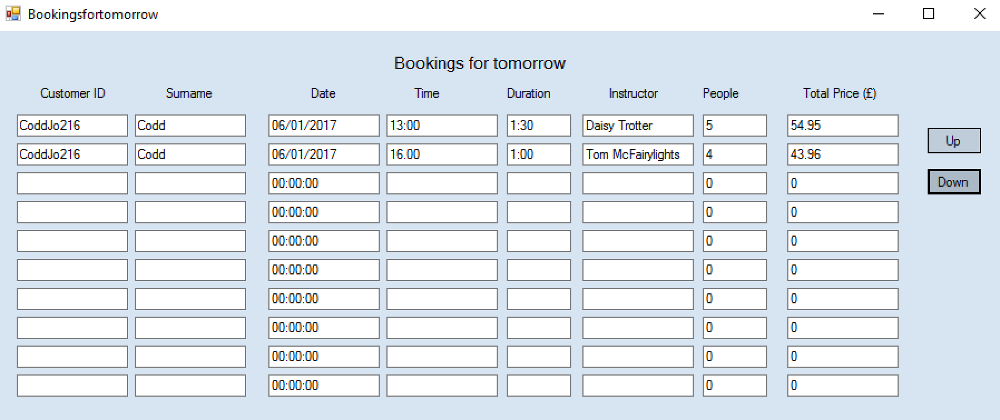 Bookingsfortomorrow
Bookings for tomorrow
Customer ID Surname Date Time Duration Instructor People Total Price (£)
CoddJo216 Codd 06/01/2017 13:00 1:30 Daisy Trotter 5 54.95
Up
CoddJo216 Codd 06/01/2017 16.00 1:00 Tom McFairylights 4 43.96
00:00:00 0 0
Down
00:00:00 0 0
00:00:00 0 0
00:00:00 0 0
00:00:00 0 0
00:00:00 0 0
00:00:00 0 0
00:00:00 0 0